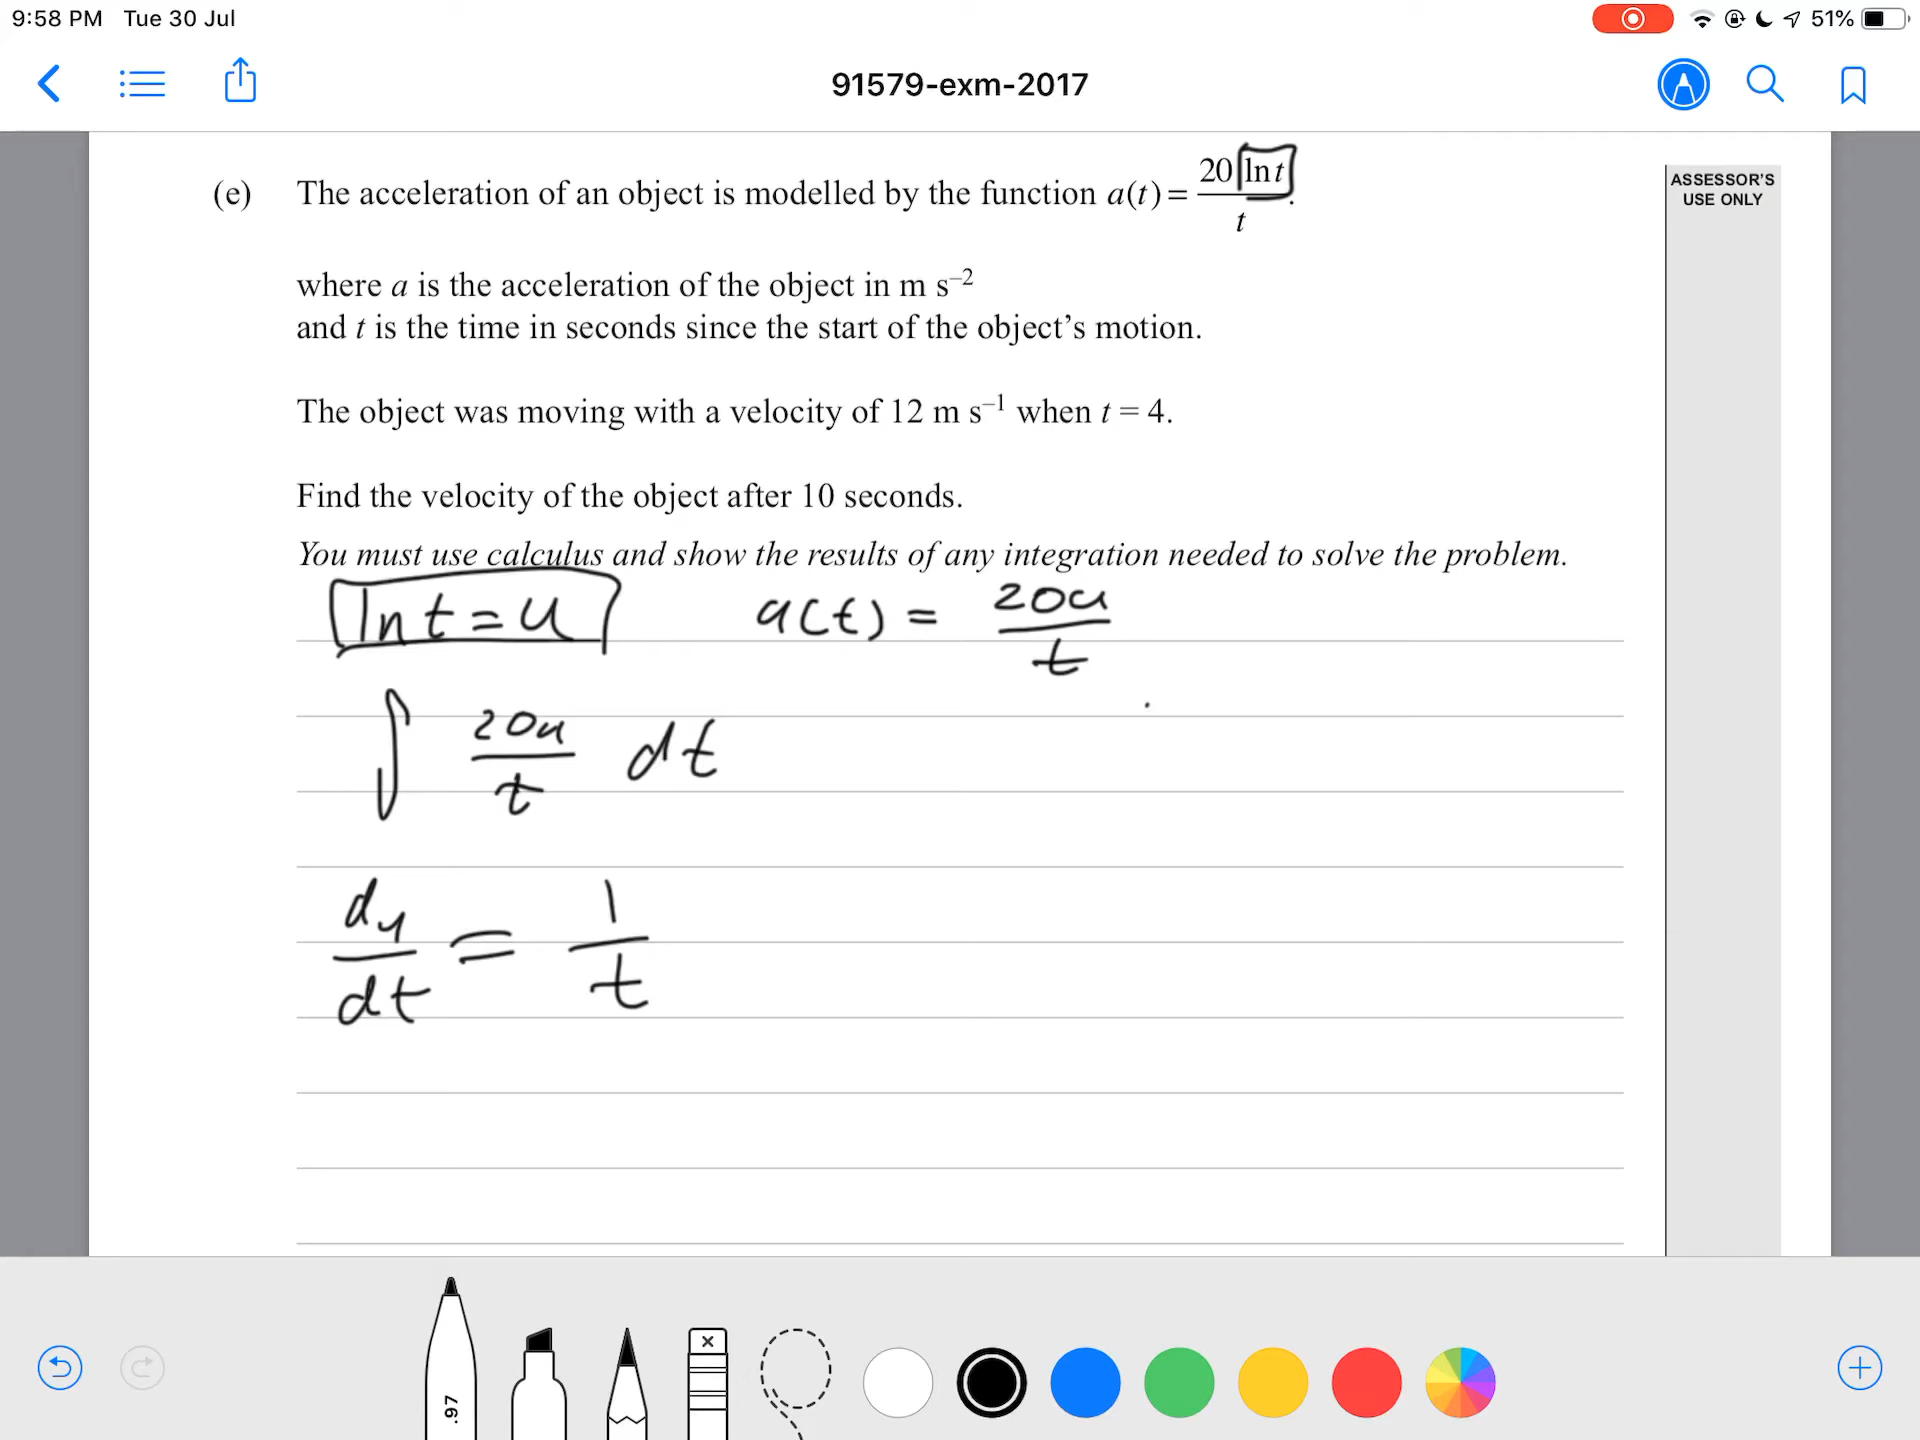 9:58 PM Tue 30 Jul 51%
91579-exm-2017
(e) The acceleration of an object is modelled by the function a(t) = 20 ln t / t .
ASSESSOR'S
USE ONLY
where a is the acceleration of the object in m s⁻²
and t is the time in seconds since the start of the object's motion.
The object was moving with a velocity of 12 m s⁻¹ when t = 4.
Find the velocity of the object after 10 seconds.
You must use calculus and show the results of any integration needed to solve the problem.
ln t = u a(t) = 20u / t
∫ 20u / t dt
du / dt = 1 / t
.97